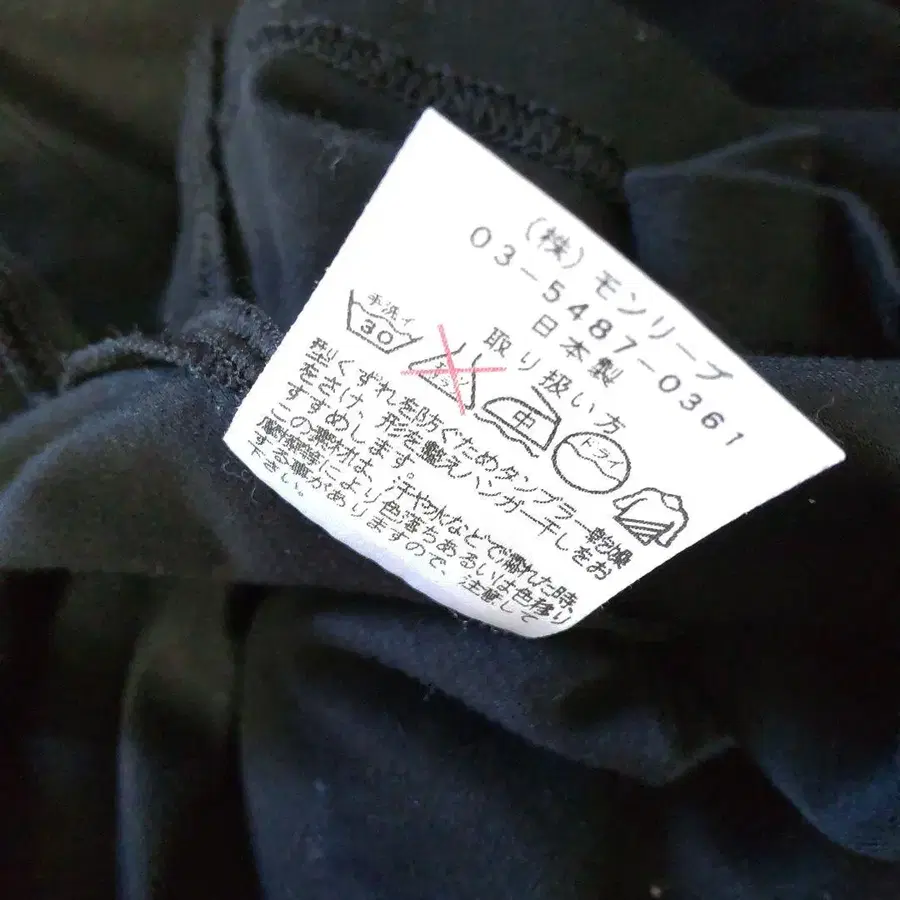 (株)モンリーブ
03-5487-0361
日本製
取り扱い方
手洗イ
30
中
ドライ
型くずれを防ぐためタンブラー乾燥
をさけ、形を整えハンガー干しをお
すすめします。
この素材は、汗や水などで濡れた時、
摩擦等により色落ちあるいは色移り
する事がありますので、注意して
下さい。